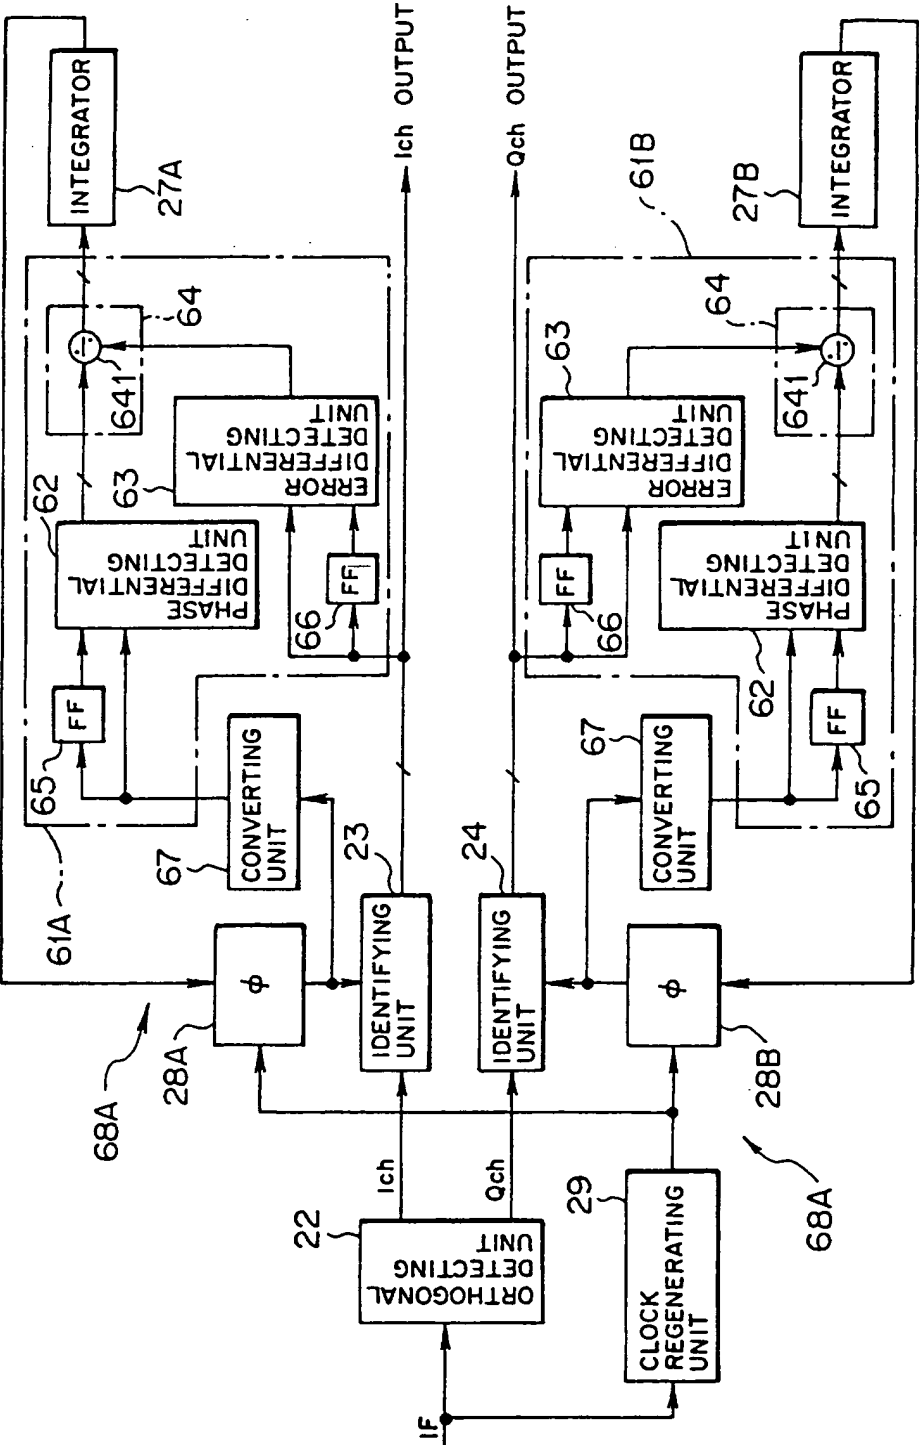 IF
ORTHOGONAL
DETECTING
UNIT
22
CLOCK
REGENERATING
UNIT
29
Ich
Qch
68A
68A
φ
28A
φ
28B
IDENTIFYING
UNIT
23
IDENTIFYING
UNIT
24
CONVERTING
UNIT
67
CONVERTING
UNIT
67
61A
FF
65
PHASE
DIFFERENTIAL
DETECTING
UNIT
62
FF
66
ERROR
DIFFERENTIAL
DETECTING
UNIT
63
÷
641
64
INTEGRATOR
27A
Ich OUTPUT
Qch OUTPUT
61B
FF
66
ERROR
DIFFERENTIAL
DETECTING
UNIT
63
FF
65
PHASE
DIFFERENTIAL
DETECTING
UNIT
62
÷
641
64
INTEGRATOR
27B